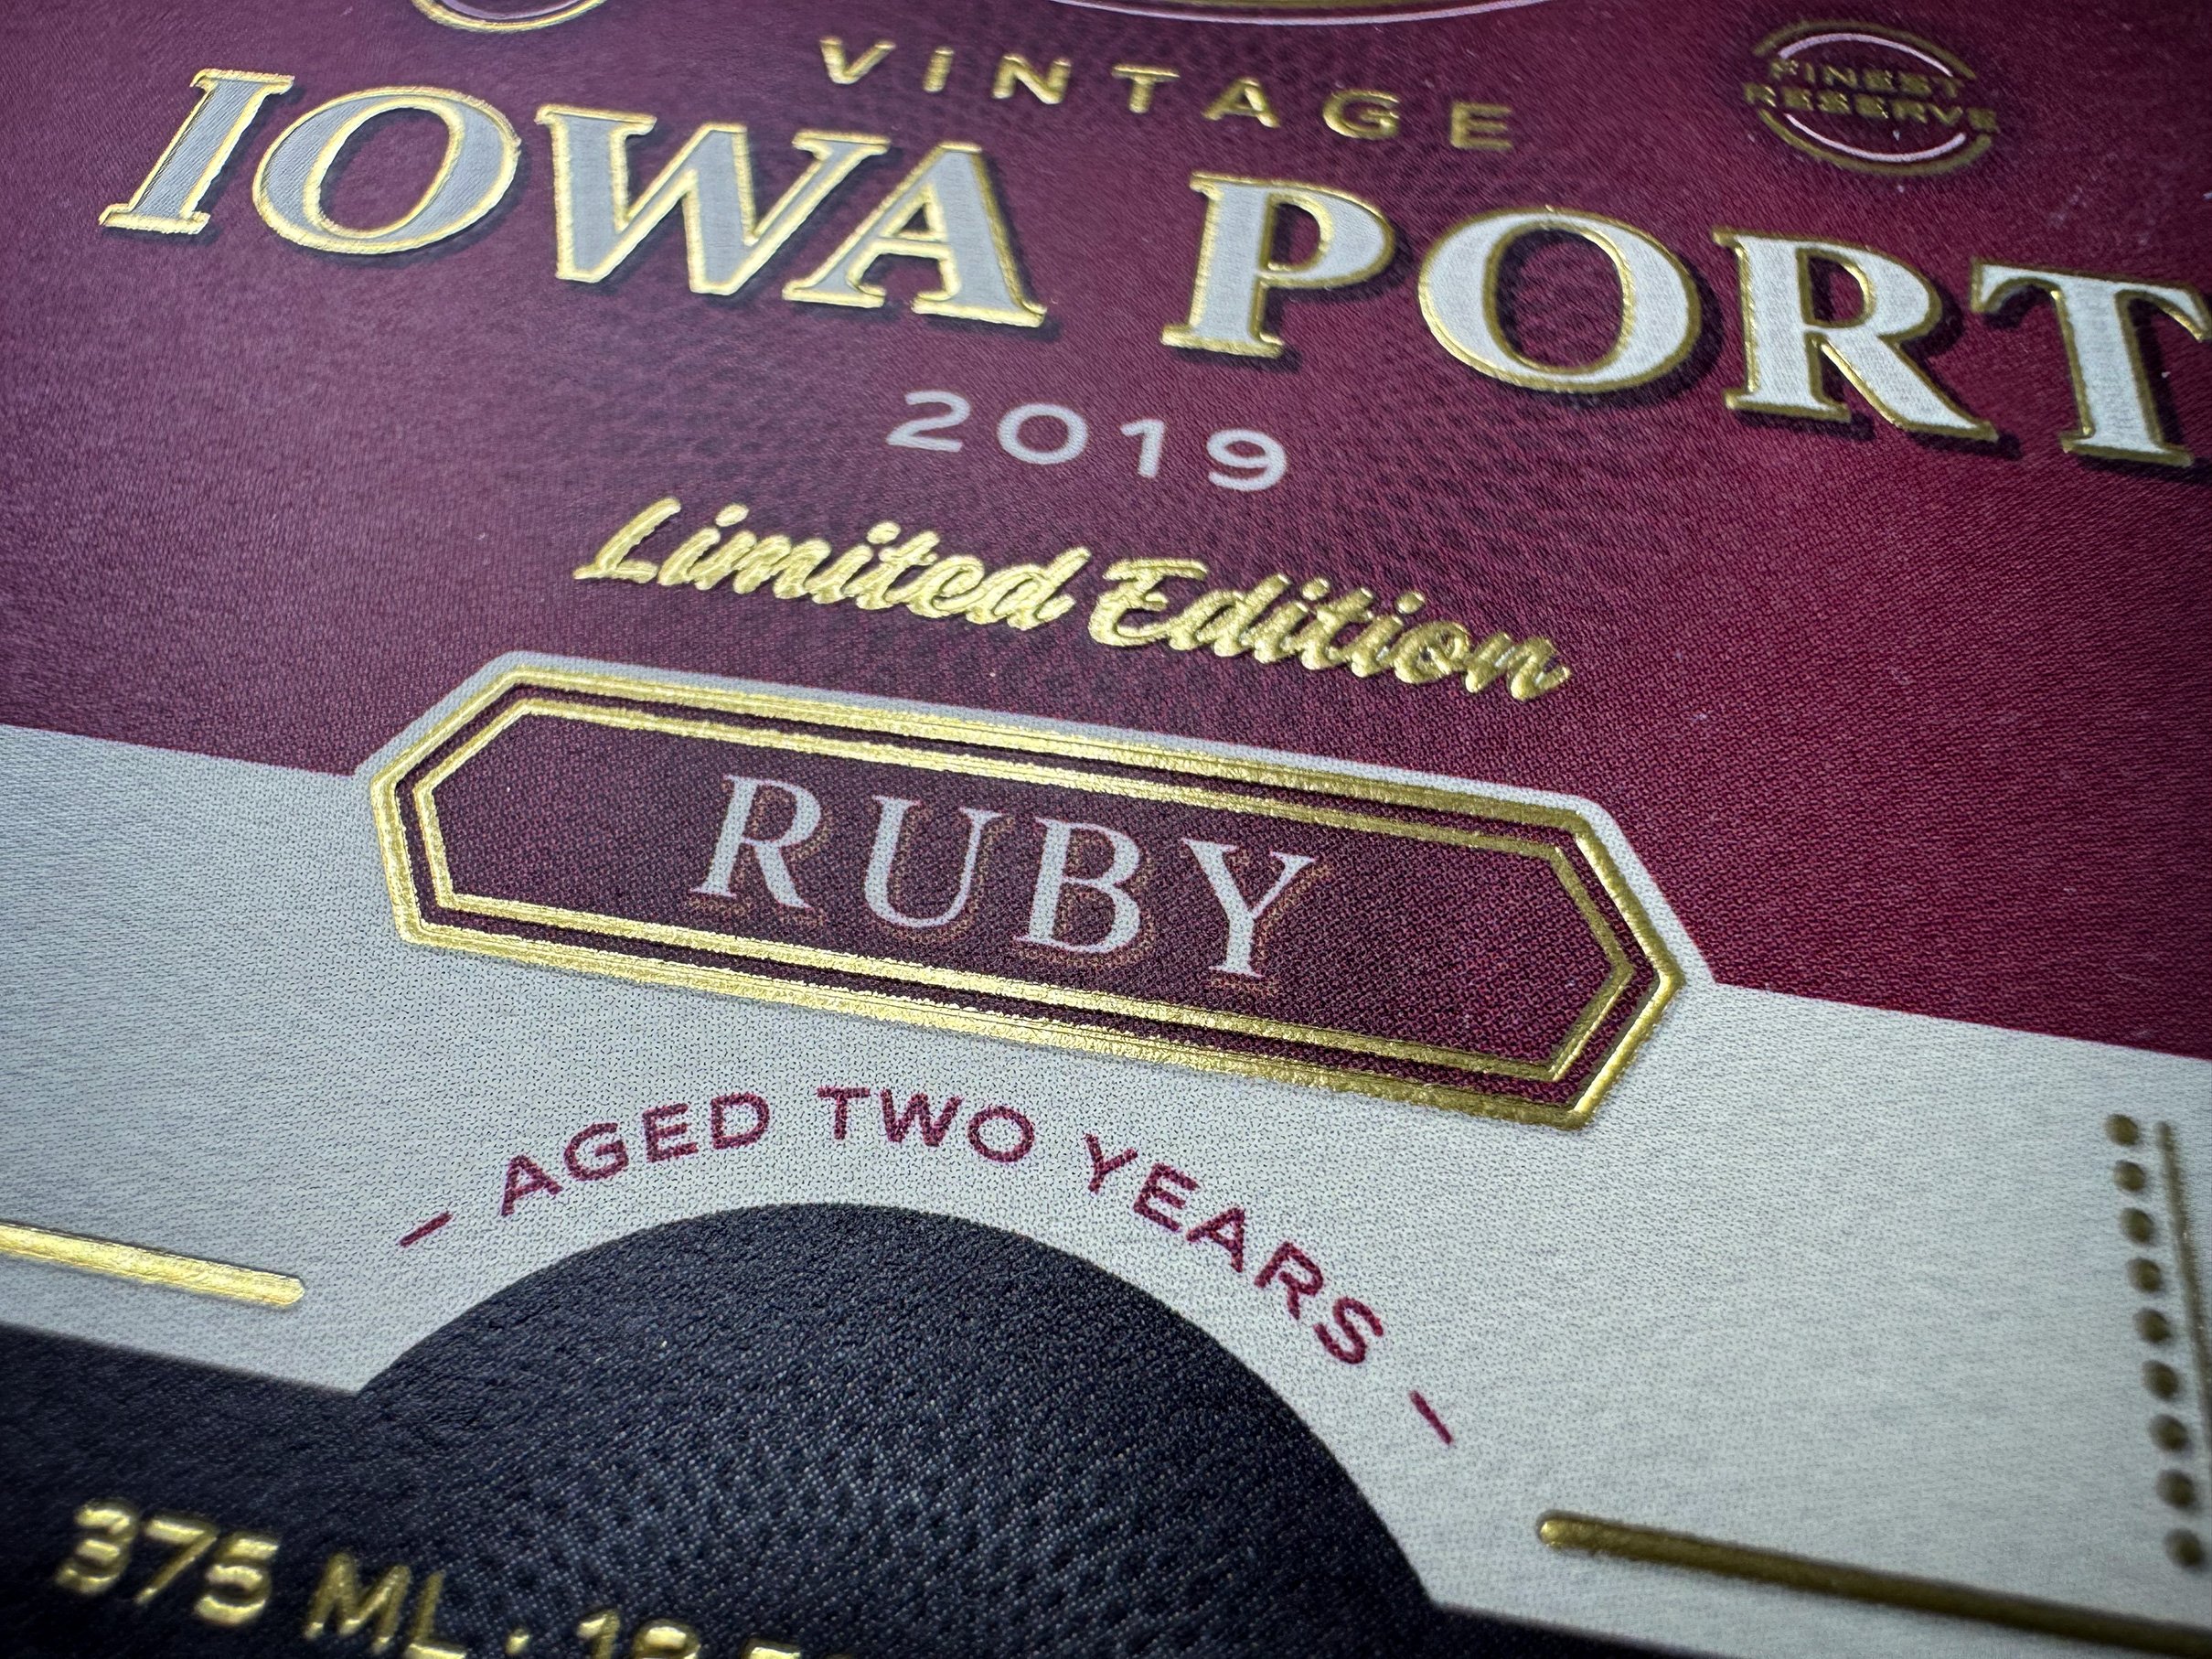 VINTAGE
FINEST
RESERVE
IOWA PORT
2019
Limited Edition
RUBY
– AGED TWO YEARS –
375 ML ·